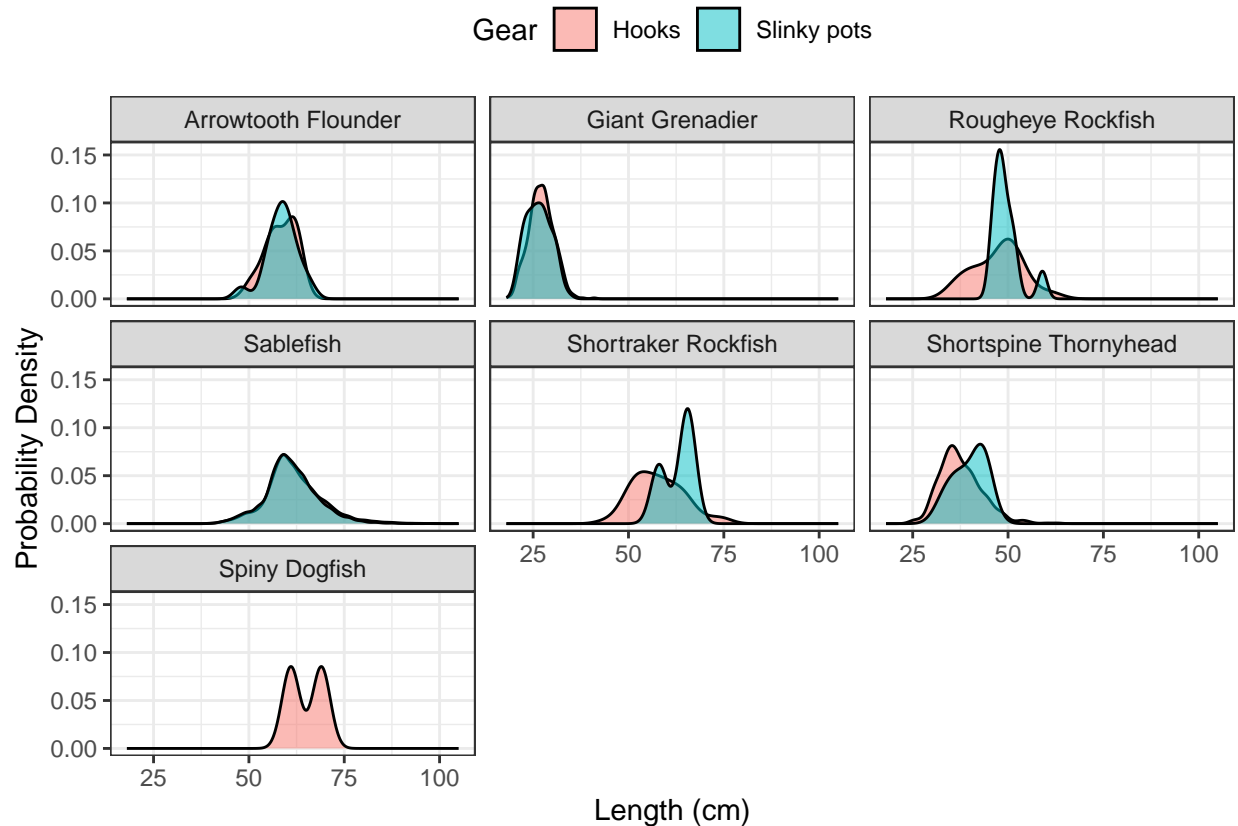 Gear Hooks Slinky pots
Arrowtooth Flounder Giant Grenadier Rougheye Rockfish
0.15
0.10
0.05
0.00
Sablefish Shortraker Rockfish Shortspine Thornyhead
0.15
0.10
0.05
0.00
25 50 75 100 25 50 75 100
Spiny Dogfish
0.15
0.10
0.05
0.00
25 50 75 100
Probability Density
Length (cm)